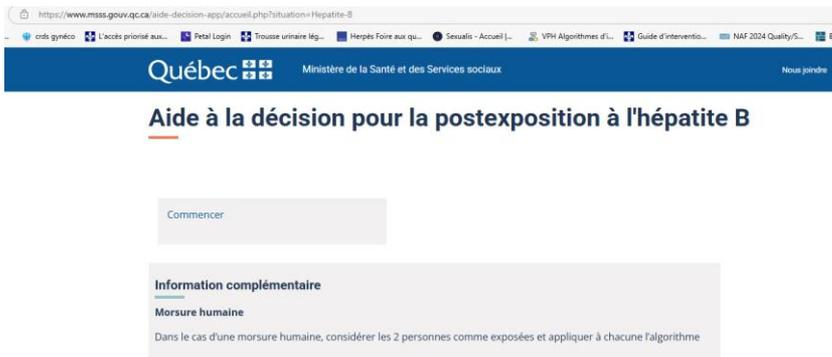 https://www.msss.gouv.qc.ca/aide-decision-app/accueil.php?situation=Hepatite-B
crds gynéco L'accès priorisé aux... Petal Login Trousse urinaire lég... Herpès Foire aux qu... Sexualis - Accueil |... VPH Algorithmes d'i... Guide d'interventio... NAF 2024 Quality/S...
Québec Ministère de la Santé et des Services sociaux Nous joindre
Aide à la décision pour la postexposition à l'hépatite B
Commencer
Information complémentaire
Morsure humaine
Dans le cas d'une morsure humaine, considérer les 2 personnes comme exposées et appliquer à chacune l'algorithme